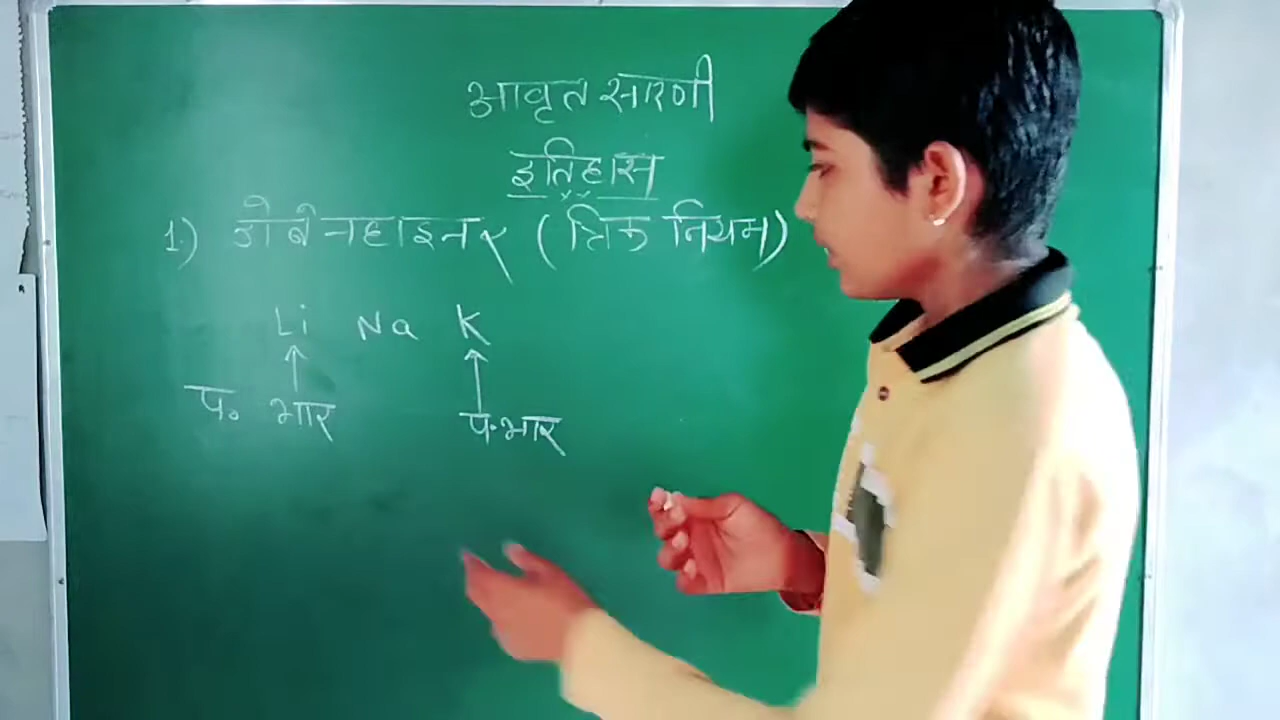 आवृत सारणी
इतिहास
1.) डोबेनहाइनर (त्रिक नियम)
Li Na K
प॰ भार प.भार